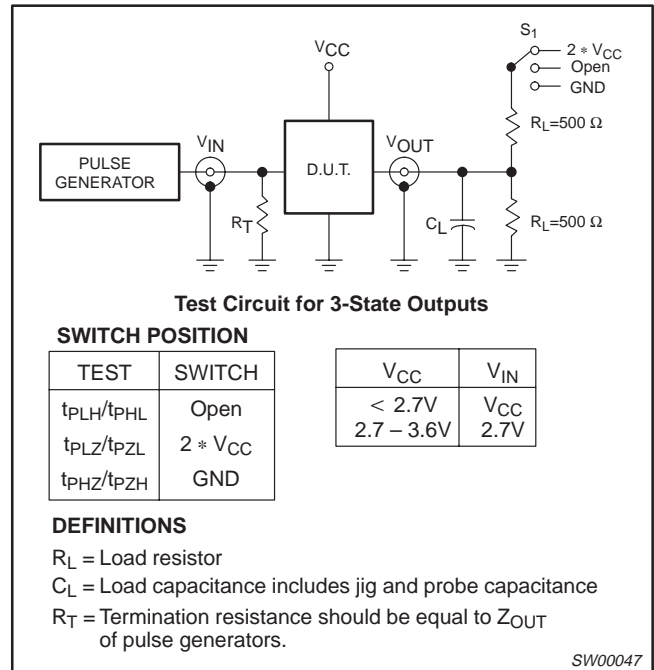 S1
2 * VCC
Open
GND
VCC
RL=500 Ω
VIN
VOUT
PULSE
GENERATOR
D.U.T.
RT
CL
RL=500 Ω
Test Circuit for 3-State Outputs
SWITCH POSITION
TEST SWITCH
tPLH/tPHL Open
tPLZ/tPZL 2 * VCC
tPHZ/tPZH GND
VCC VIN
< 2.7V VCC
2.7 – 3.6V 2.7V
DEFINITIONS
RL = Load resistor
CL = Load capacitance includes jig and probe capacitance
RT = Termination resistance should be equal to ZOUT
of pulse generators.
SW00047